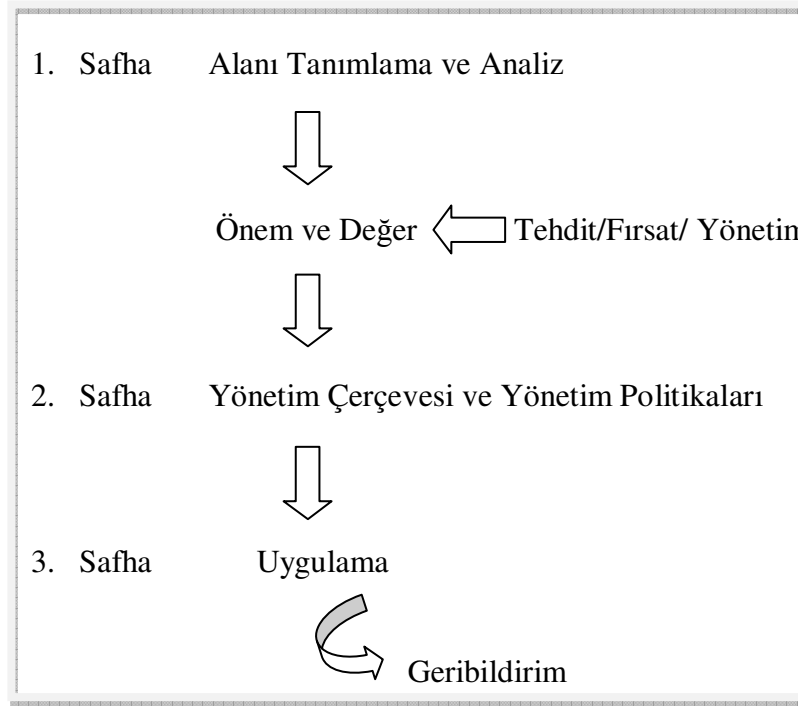 1. Safha Alanı Tanımlama ve Analiz
Önem ve Değer Tehdit/Fırsat/ Yönetim
2. Safha Yönetim Çerçevesi ve Yönetim Politikaları
3. Safha Uygulama
Geribildirim